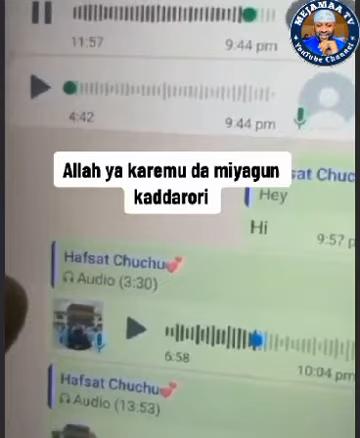 MEJAMAA TV
YouTube Channel
11:57
9:44 pm
4:42
9:44 pm
Allah ya karemu da miyagun
kaddarori
sat Chuc
Hey
Hi
9:57 p
Hafsat Chuchu💕
Audio (3:30)
6:58
10:04 pm
Hafsat Chuchu💕
Audio (13:53)